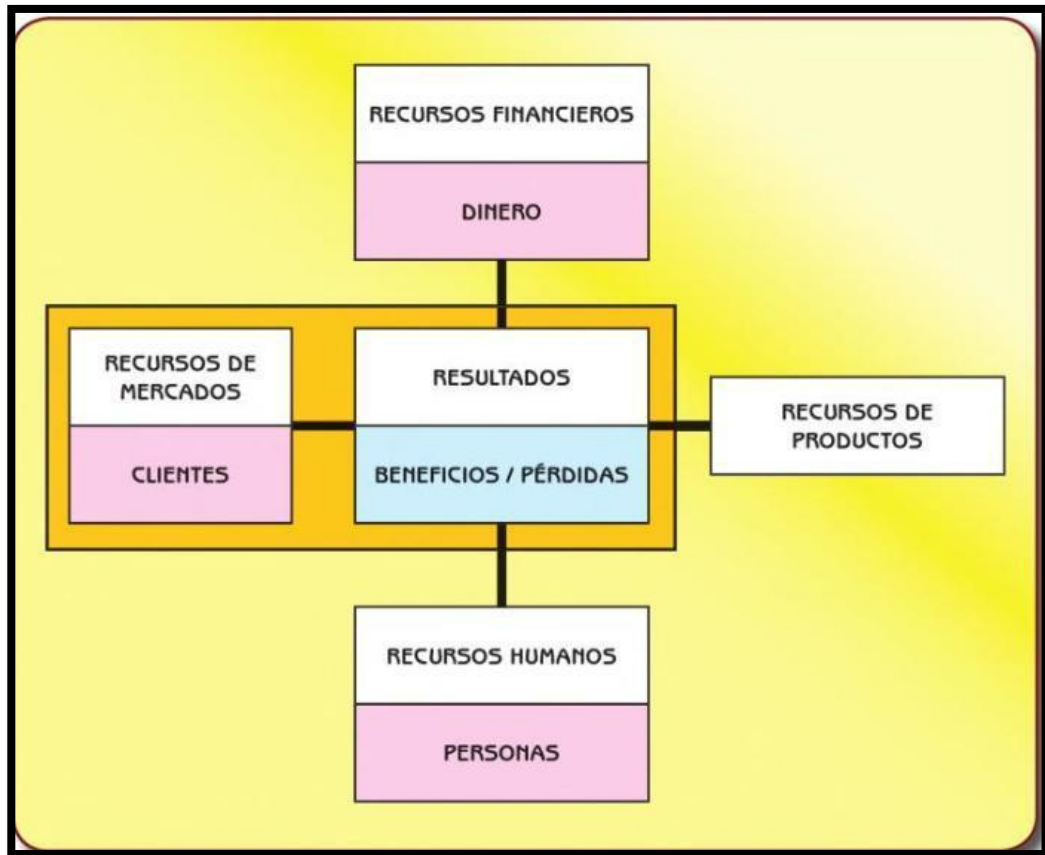 RECURSOS FINANCIEROS
DINERO
RECURSOS DE
MERCADOS
CLIENTES
RESULTADOS
BENEFICIOS / PÉRDIDAS
RECURSOS DE
PRODUCTOS
RECURSOS HUMANOS
PERSONAS